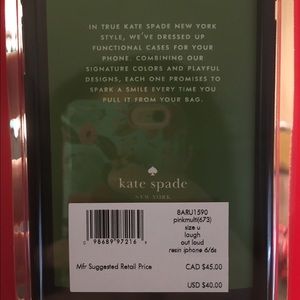 IN TRUE KATE SPADE NEW YORK
STYLE, WE'VE DRESSED UP
FUNCTIONAL CASES FOR YOUR
PHONE. COMBINING OUR
SIGNATURE COLORS AND PLAYFUL
DESIGNS, EACH ONE PROMISES TO
SPARK A SMILE EVERY TIME YOU
PULL IT FROM YOUR BAG.
kate spade
NEW YORK
8ARU1590
pinkmulti(673)
size u
laugh
out loud
resin iphone 6/6s
0 98689 97216
Mfr Suggested Retail Price
CAD $45.00
USD $40.00